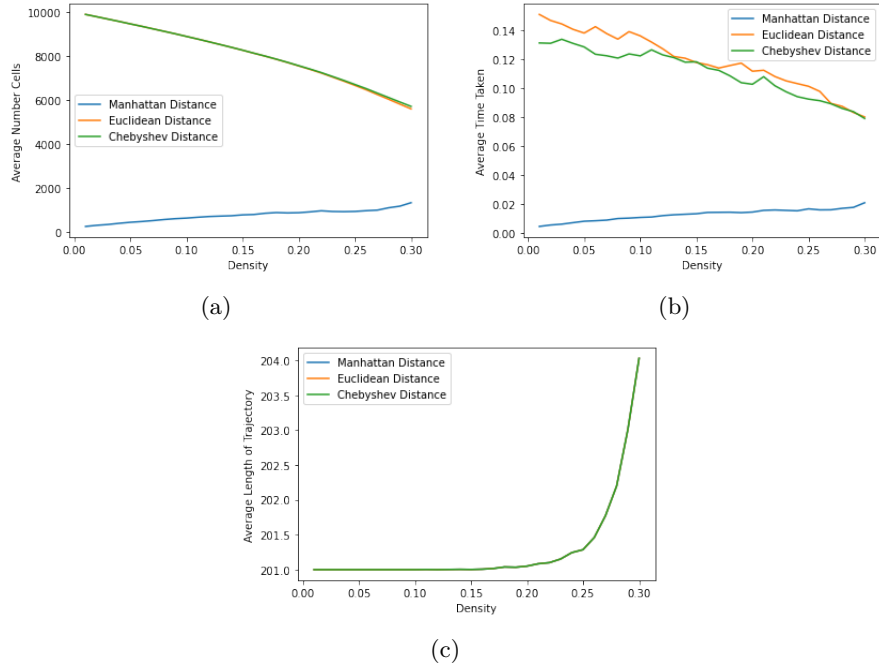 10000
8000
6000
4000
2000
0
Average Number Cells
Manhattan Distance
Euclidean Distance
Chebyshev Distance
0.00 0.05 0.10 0.15 0.20 0.25 0.30
Density
(a)
0.14
0.12
0.10
0.08
0.06
0.04
0.02
0.00
Average Time Taken
Manhattan Distance
Euclidean Distance
Chebyshev Distance
0.00 0.05 0.10 0.15 0.20 0.25 0.30
Density
(b)
204.0
203.5
203.0
202.5
202.0
201.5
201.0
Average Length of Trajectory
Manhattan Distance
Euclidean Distance
Chebyshev Distance
0.00 0.05 0.10 0.15 0.20 0.25 0.30
Density
(c)